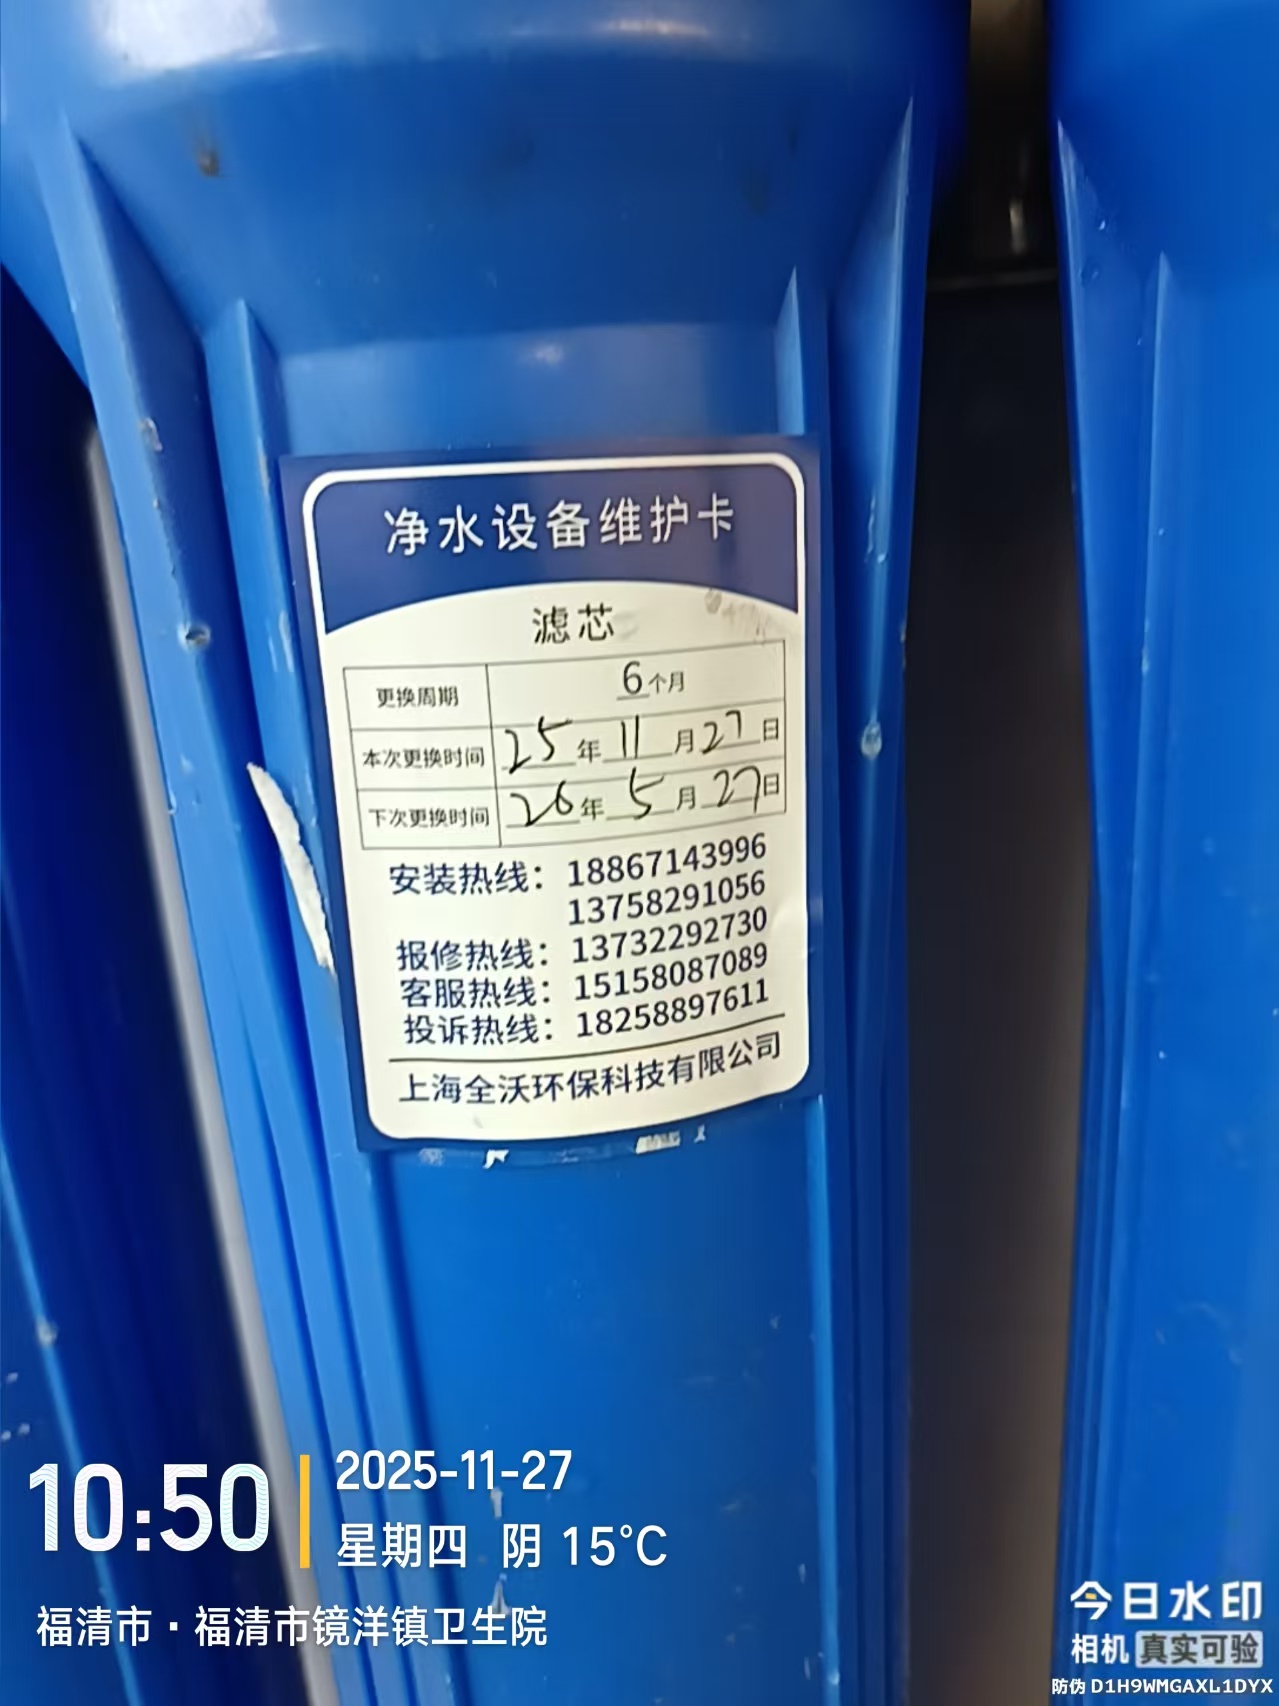 净水设备维护卡
滤芯
更换周期 6个月
本次更换时间 25年11月27日
下次更换时间 26年5月27日
安装热线：18867143996
13758291056
报修热线：13732292730
客服热线：15158087089
投诉热线：18258897611
上海全沃环保科技有限公司
10:50
2025-11-27
星期四 阴 15°C
福清市·福清市镜洋镇卫生院
今日水印
相机 真实可验
防伪 D1H9WMGAXL1DYX